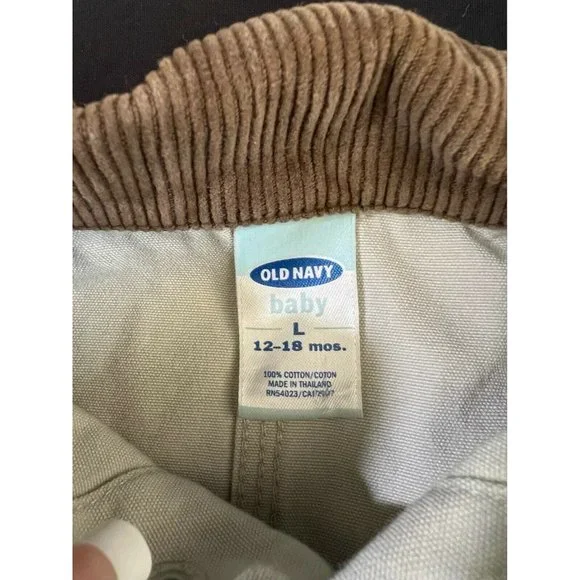 OLD NAVY
baby
L
12-18 mos.
100% COTTON/COTON
MADE IN THAILAND